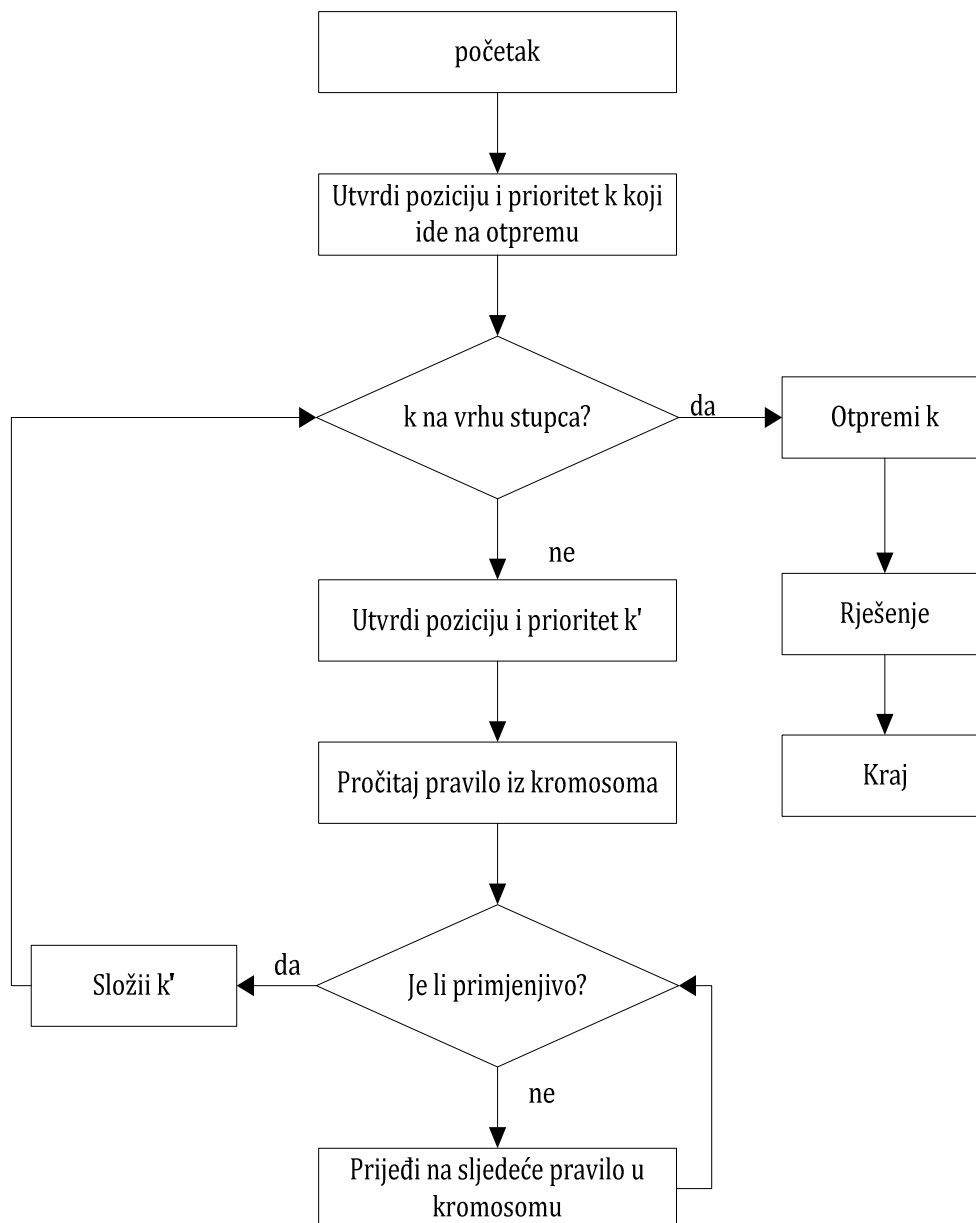 početak
Utvrdi poziciju i prioritet k koji
ide na otpremu
k na vrhu stupca?
da
Otpremi k
ne
Utvrdi poziciju i prioritet k'
Rješenje
Pročitaj pravilo iz kromosoma
Kraj
Složii k'
da
Je li primjenjivo?
ne
Prijeđi na sljedeće pravilo u
kromosomu